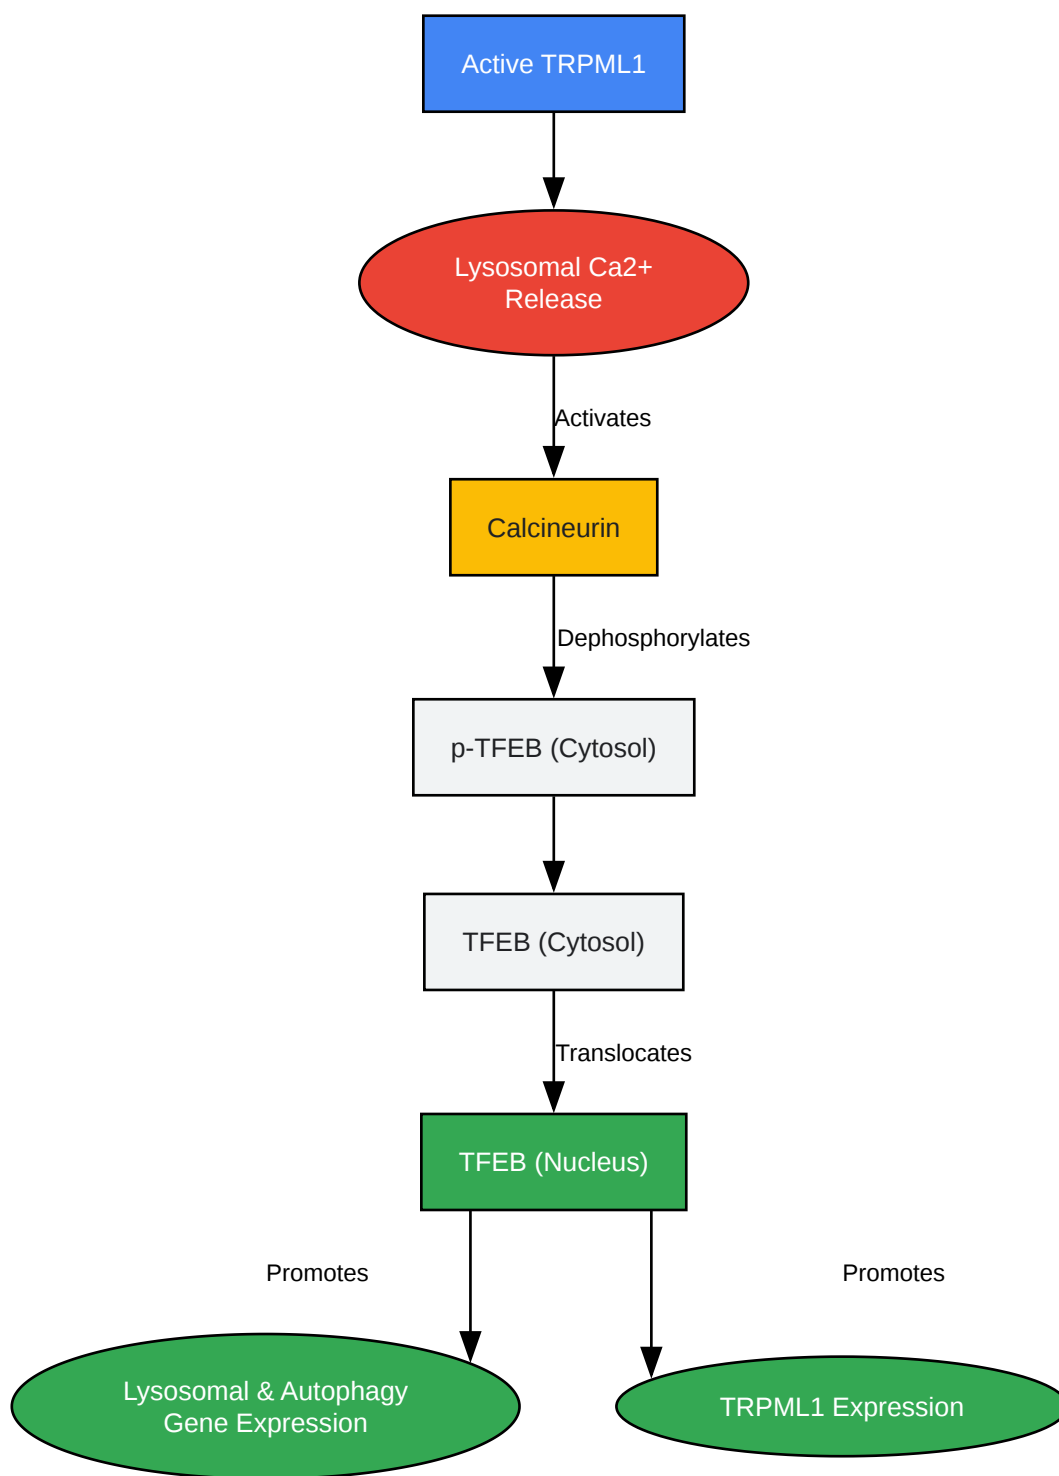 Active TRPML1
Lysosomal Ca2+
Release
Activates
Calcineurin
Dephosphorylates
p-TFEB (Cytosol)
TFEB (Cytosol)
Translocates
TFEB (Nucleus)
Promotes
Promotes
Lysosomal & Autophagy
Gene Expression
TRPML1 Expression